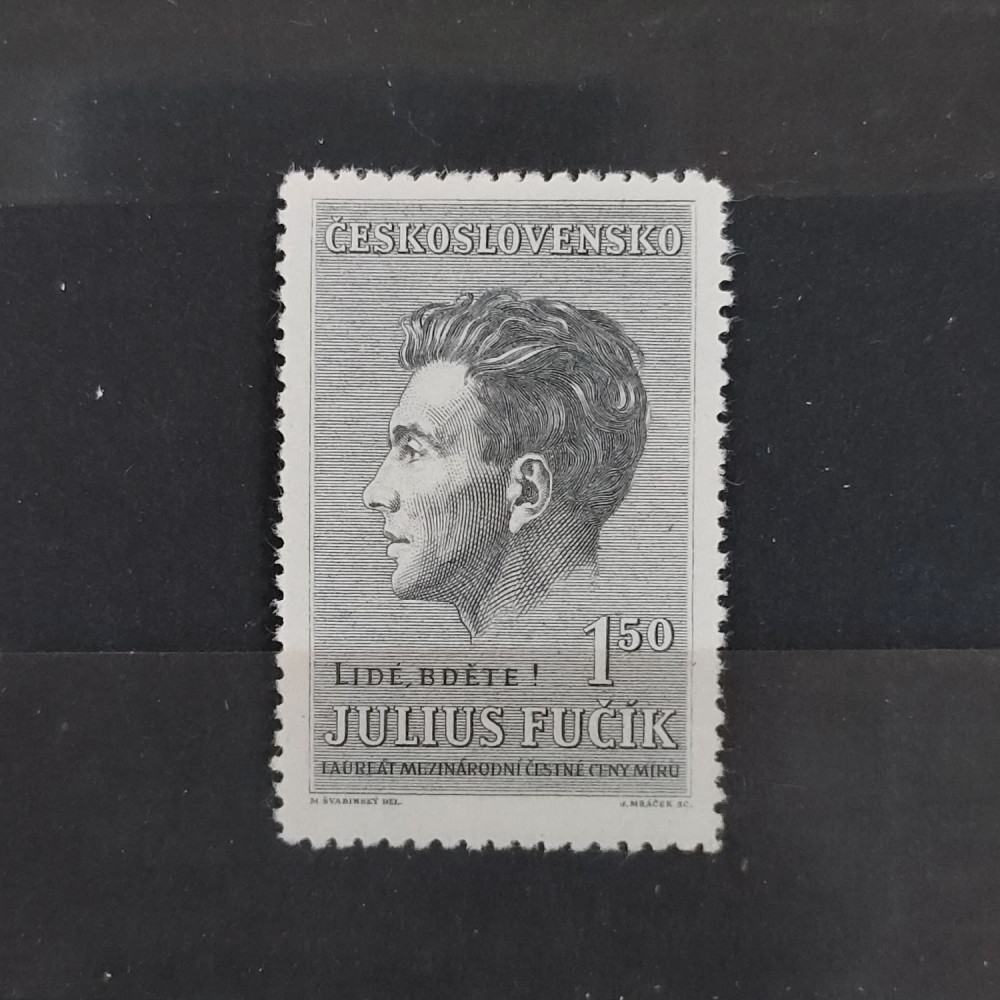 ČESKOSLOVENSKO
1 50
LIDÉ, BDĚTE !
JULIUS FUČÍK
LAUREÁT MEZINÁRODNÍ ČESTNÉ CENY MÍRU
M ŠVABINSKÝ DEL.
J. MRÁČEK SC.